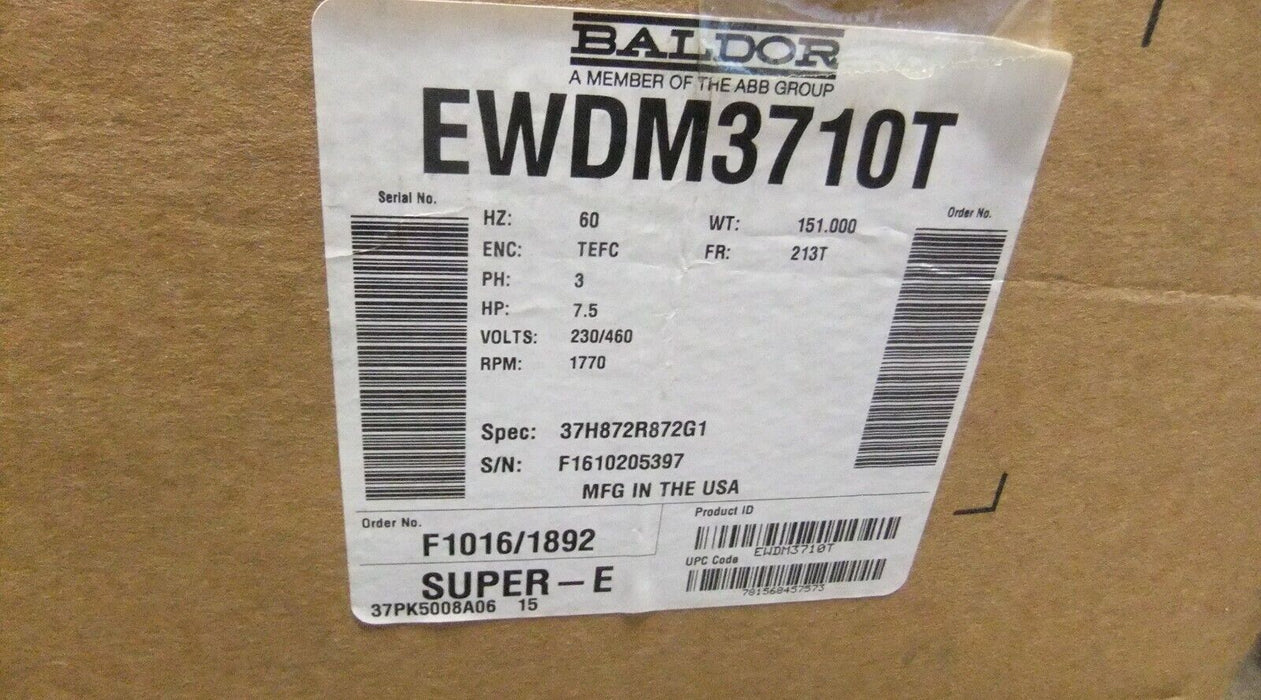 BALDOR
A MEMBER OF THE ABB GROUP
EWDM3710T
Serial No.
Order No.
HZ: 60 WT: 151.000
ENC: TEFC FR: 213T
PH: 3
HP: 7.5
VOLTS: 230/460
RPM: 1770
Spec: 37H872R872G1
S/N: F1610205397
MFG IN THE USA
Order No.
F1016/1892
Product ID
EWDM3710T
UPC Code
781568457573
SUPER-E
37PK5008A06 15